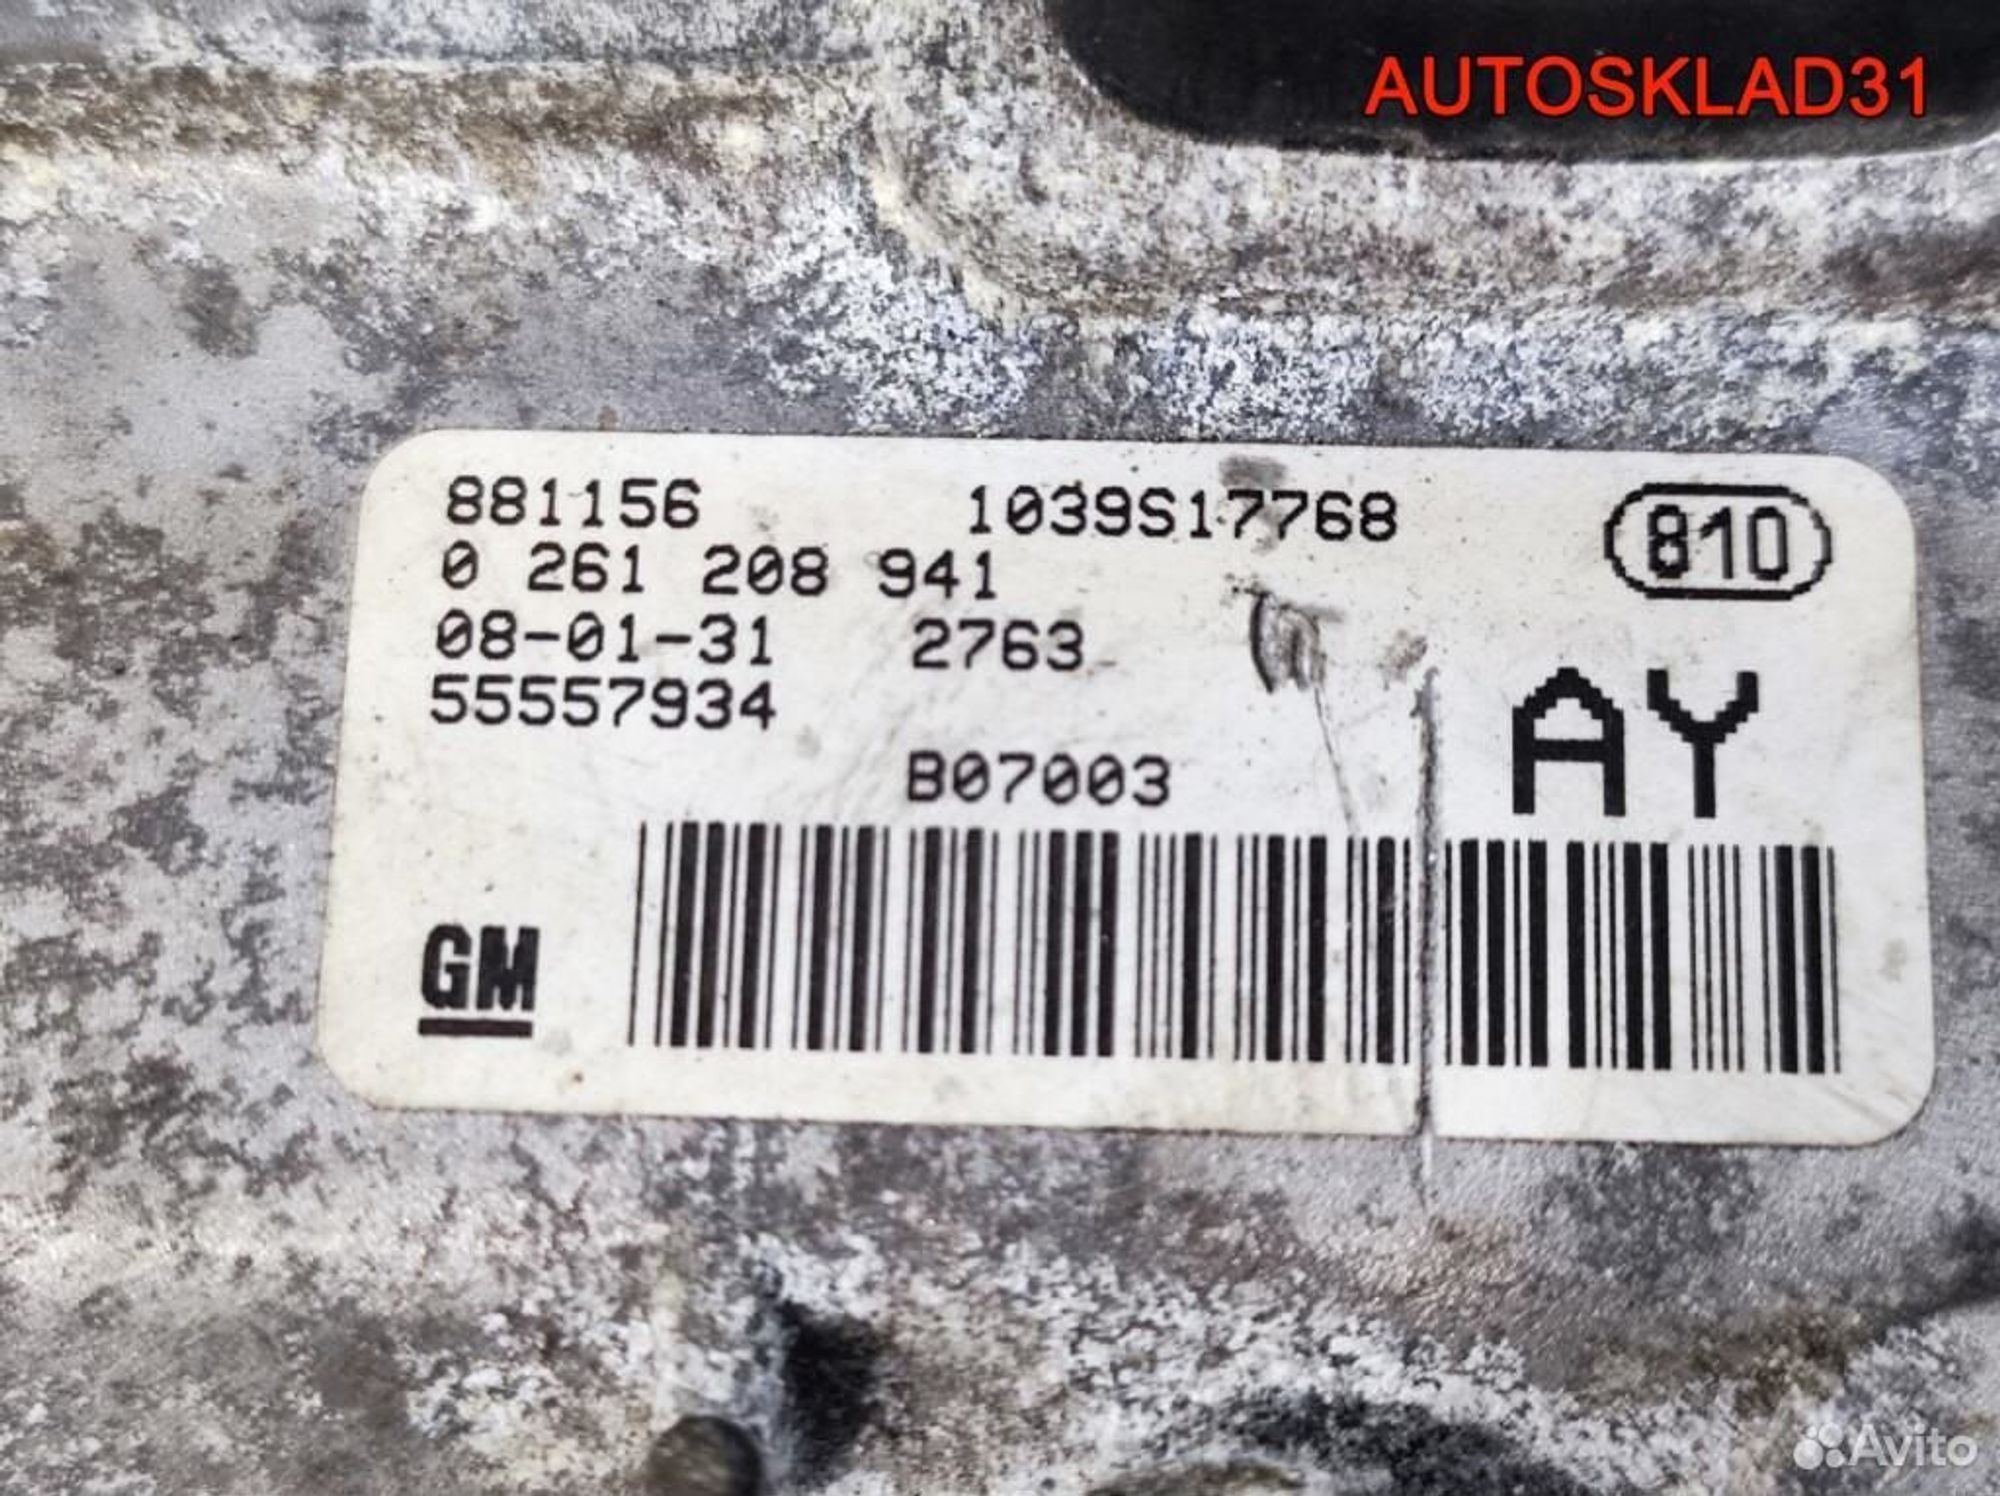 AUTOSKLAD31
881156 1039S17768 810
0 261 208 941
08-01-31 2763
55557934 AY
B07003
GM
Avito